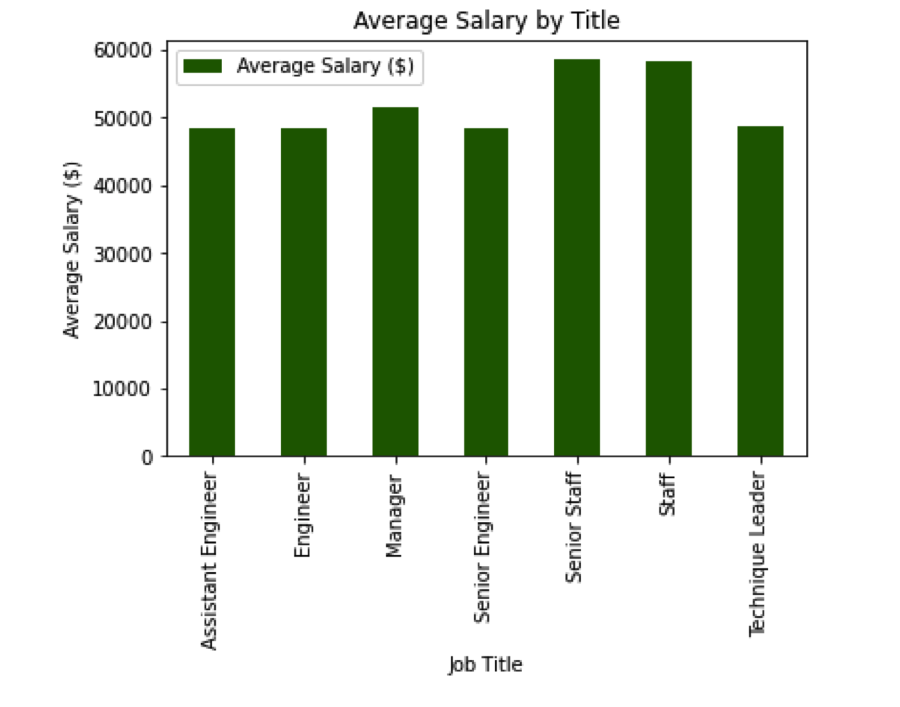 Average Salary by Title
Average Salary ($)
Average Salary ($)
60000
50000
40000
30000
20000
10000
0
Assistant Engineer
Engineer
Manager
Senior Engineer
Senior Staff
Staff
Technique Leader
Job Title